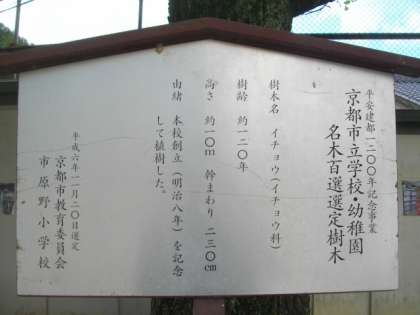 平安建都一二〇〇年記念事業
京都市立学校・幼稚園
名木百選選定樹木
樹木名 イチョウ(イチョウ科)
樹齢 約一二〇年
高さ 約一〇m 幹まわり 二三〇cm
由緒 本校創立(明治八年)を記念
して植樹した。
平成六年一一月二〇日選定
京都市教育委員会
市原野小学校